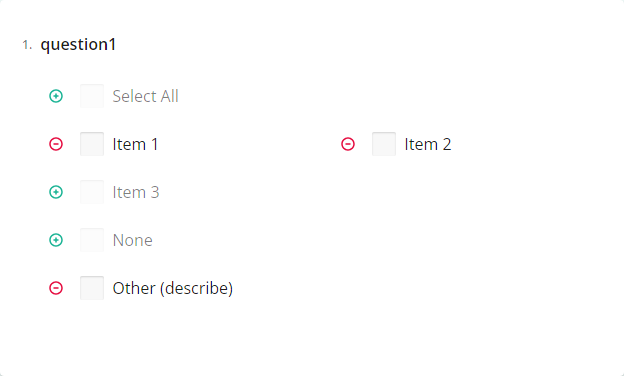 1. question1
Select All
Item 1 Item 2
Item 3
None
Other (describe)